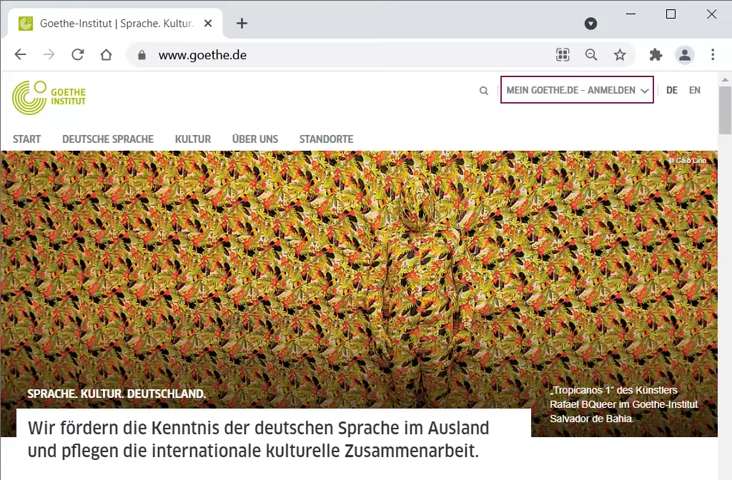 Goethe-Institut | Sprache. Kultur.
www.goethe.de
GOETHE
INSTITUT
MEIN GOETHE.DE - ANMELDEN
DE
EN
START
DEUTSCHE SPRACHE
KULTUR
ÜBER UNS
STANDORTE
© Caio Lirio
SPRACHE. KULTUR. DEUTSCHLAND.
„Tropicanos 1" des Künstlers
Rafael BQueer im Goethe-Institut
Salvador de Bahia.
Wir fördern die Kenntnis der deutschen Sprache im Ausland
und pflegen die internationale kulturelle Zusammenarbeit.